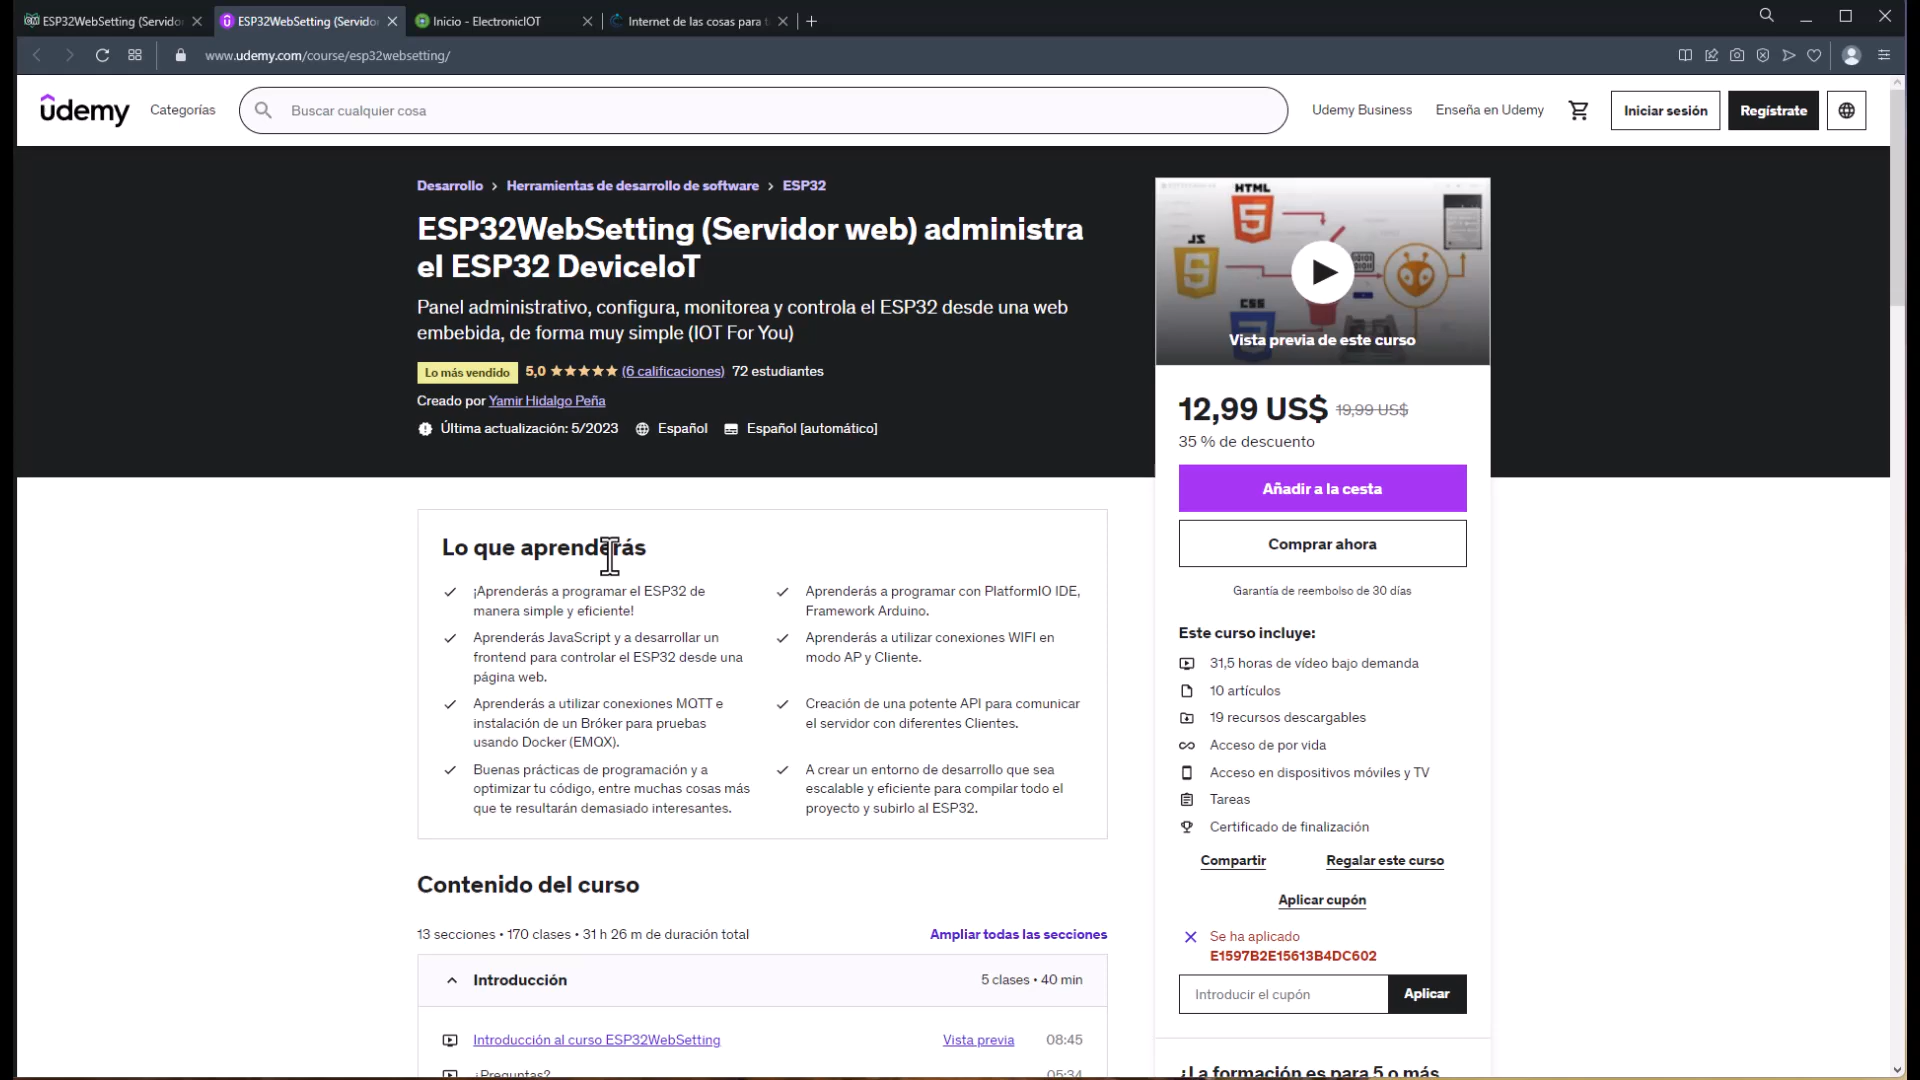 ESP32WebSetting (Servido
ESP32WebSetting (Servido
Inicio - ElectronicIOT
Internet de las cosas para t
www.udemy.com/course/esp32websetting/
ûdemy
Categorías
Buscar cualquier cosa
Udemy Business
Enseña en Udemy
Iniciar sesión
Regístrate
Desarrollo > Herramientas de desarrollo de software > ESP32
ESP32WebSetting (Servidor web) administra
el ESP32 DeviceIoT
Panel administrativo, configura, monitorea y controla el ESP32 desde una web
embebida, de forma muy simple (IOT For You)
Lo más vendido 5,0 (6 calificaciones) 72 estudiantes
Creado por Yamir Hidalgo Peña
Última actualización: 5/2023 Español Español [automático]
HTML
5
JS
5
CSS
Vista previa de este curso
12,99 US$ 19,99 US$
35 % de descuento
Añadir a la cesta
Comprar ahora
Garantía de reembolso de 30 días
Este curso incluye:
31,5 horas de vídeo bajo demanda
10 artículos
19 recursos descargables
Acceso de por vida
Acceso en dispositivos móviles y TV
Tareas
Certificado de finalización
Compartir
Regalar este curso
Aplicar cupón
Se ha aplicado
E1597B2E15613B4DC602
Introducir el cupón
Aplicar
¿La formación es para 5 o más
Lo que aprenderás
¡Aprenderás a programar el ESP32 de
manera simple y eficiente!
Aprenderás JavaScript y a desarrollar un
frontend para controlar el ESP32 desde una
página web.
Aprenderás a utilizar conexiones MQTT e
instalación de un Bróker para pruebas
usando Docker (EMQX).
Buenas prácticas de programación y a
optimizar tu código, entre muchas cosas más
que te resultarán demasiado interesantes.
Aprenderás a programar con PlatformIO IDE,
Framework Arduino.
Aprenderás a utilizar conexiones WIFI en
modo AP y Cliente.
Creación de una potente API para comunicar
el servidor con diferentes Clientes.
A crear un entorno de desarrollo que sea
escalable y eficiente para compilar todo el
proyecto y subirlo al ESP32.
Contenido del curso
13 secciones • 170 clases • 31 h 26 m de duración total
Ampliar todas las secciones
Introducción
5 clases • 40 min
Introducción al curso ESP32WebSetting
Vista previa
08:45
¿Preguntas?
05:34